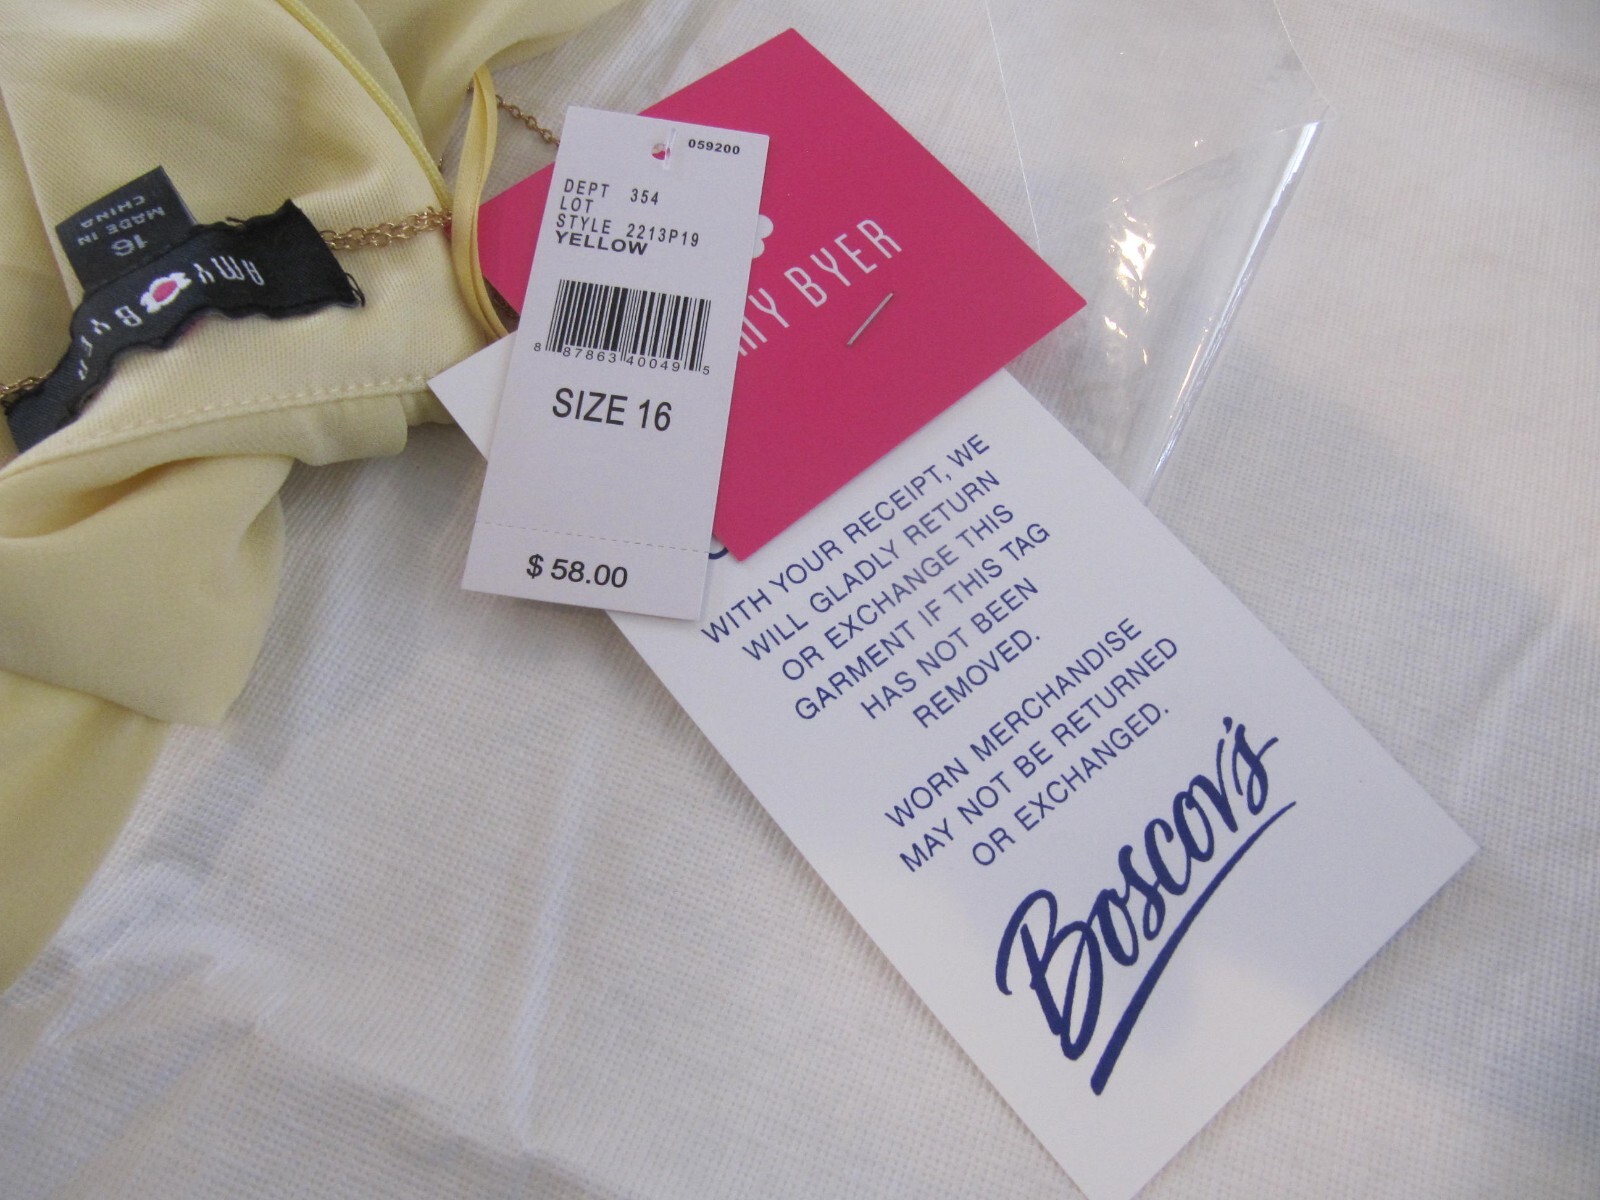 059200
DEPT 354
LOT
STYLE 2213P19
YELLOW
8 87863 40049 5
SIZE 16
$ 58.00
MY BYER
WITH YOUR RECEIPT, WE
WILL GLADLY RETURN
OR EXCHANGE THIS
GARMENT IF THIS TAG
HAS NOT BEEN
REMOVED.
WORN MERCHANDISE
MAY NOT BE RETURNED
OR EXCHANGED.
BOSCOV'S
AMY BYER
16
MADE IN
CHINA